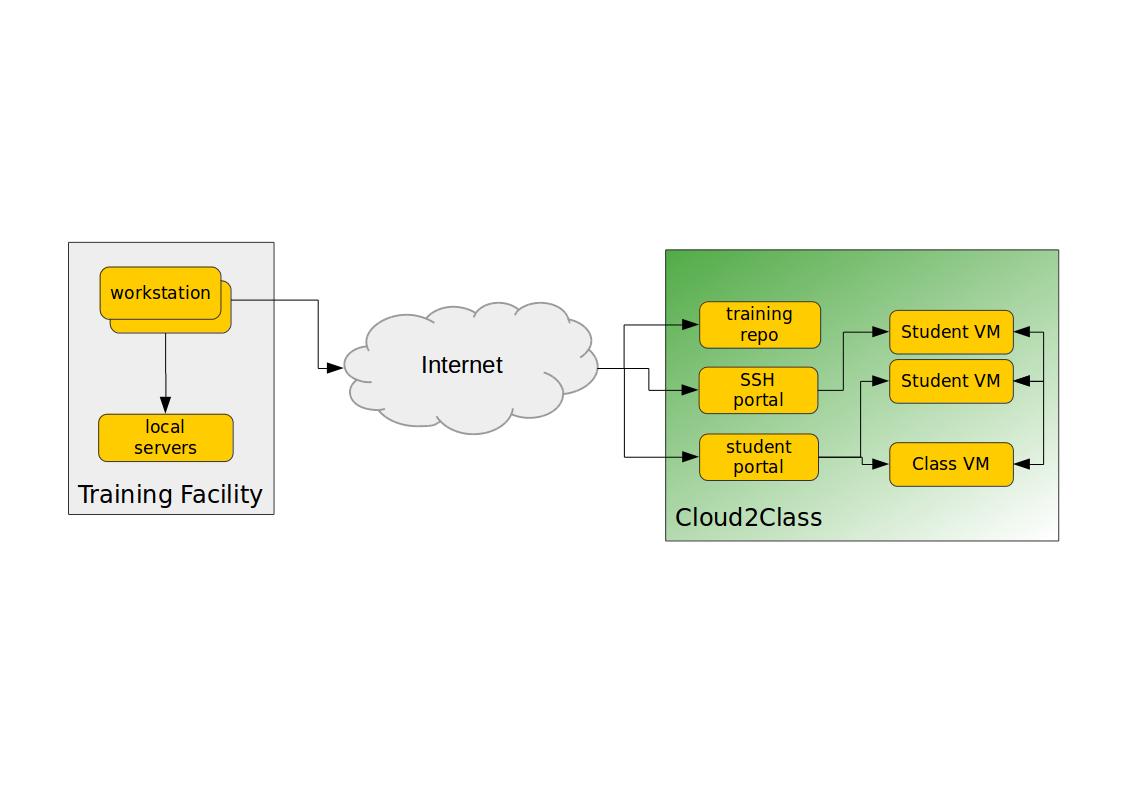 workstation
local
servers
Training Facility
Internet
training
repo
SSH
portal
student
portal
Student VM
Student VM
Class VM
Cloud2Class